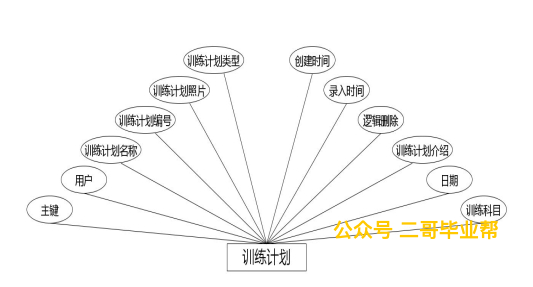 训练计划类型
创建时间
训练计划照片
录入时间
训练计划编号
逻辑删除
训练计划名称
训练计划介绍
用户
日期
主键
训练科目
公众号 二哥毕业帮
训练计划